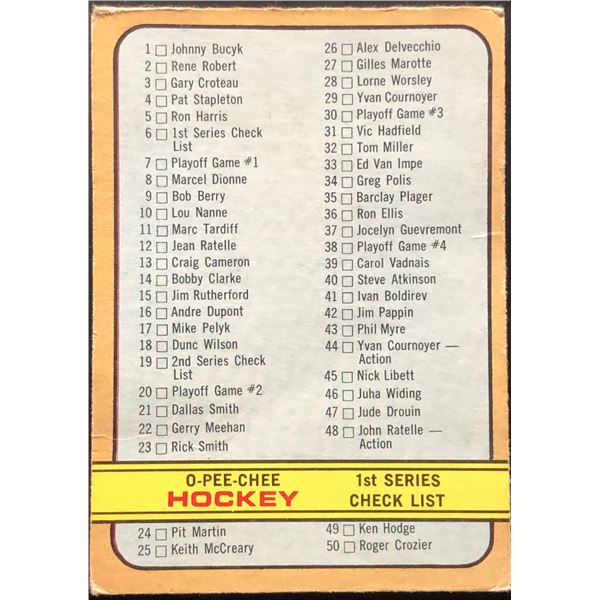 1 Johnny Bucyk
2 Rene Robert
3 Gary Croteau
4 Pat Stapleton
5 Ron Harris
6 1st Series Check
List
7 Playoff Game #1
8 Marcel Dionne
9 Bob Berry
10 Lou Nanne
11 Marc Tardiff
12 Jean Ratelle
13 Craig Cameron
14 Bobby Clarke
15 Jim Rutherford
16 Andre Dupont
17 Mike Pelyk
18 Dunc Wilson
19 2nd Series Check
List
20 Playoff Game #2
21 Dallas Smith
22 Gerry Meehan
23 Rick Smith
26 Alex Delvecchio
27 Gilles Marotte
28 Lorne Worsley
29 Yvan Cournoyer
30 Playoff Game #3
31 Vic Hadfield
32 Tom Miller
33 Ed Van Impe
34 Greg Polis
35 Barclay Plager
36 Ron Ellis
37 Jocelyn Guevremont
38 Playoff Game #4
39 Carol Vadnais
40 Steve Atkinson
41 Ivan Boldirev
42 Jim Pappin
43 Phil Myre
44 Yvan Cournoyer —
Action
45 Nick Libett
46 Juha Widing
47 Jude Drouin
48 John Ratelle —
Action
O-PEE-CHEE
HOCKEY
1st SERIES
CHECK LIST
24 Pit Martin
25 Keith McCreary
49 Ken Hodge
50 Roger Crozier